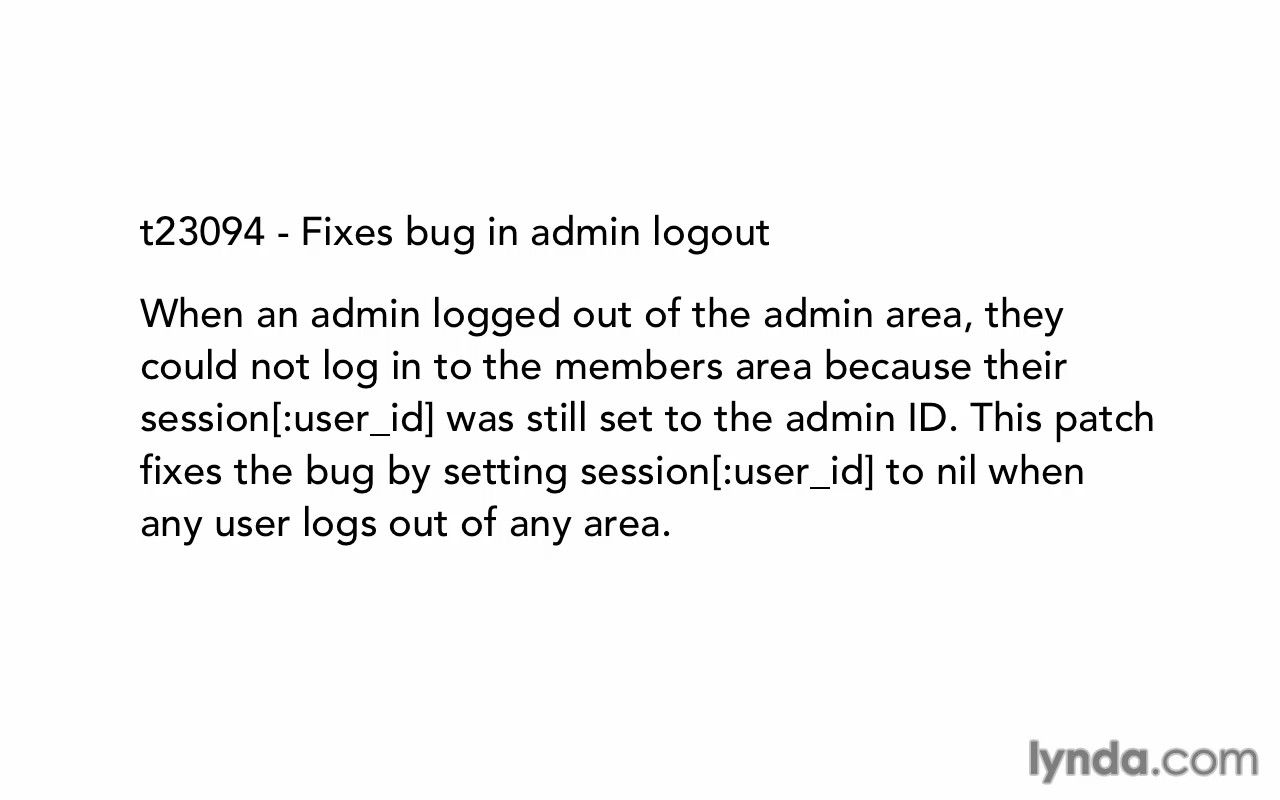 t23094 - Fixes bug in admin logout
When an admin logged out of the admin area, they
could not log in to the members area because their
session[:user_id] was still set to the admin ID. This patch
fixes the bug by setting session[:user_id] to nil when
any user logs out of any area.
lynda.com